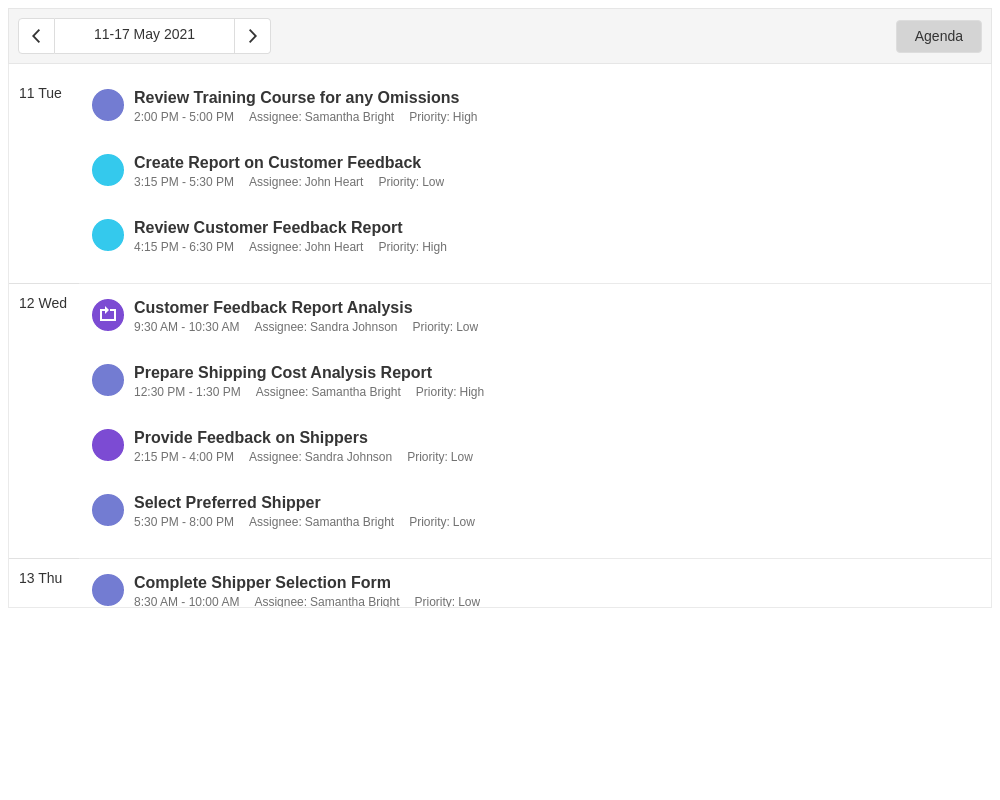 11-17 May 2021
Agenda
11 Tue
Review Training Course for any Omissions
2:00 PM - 5:00 PM Assignee: Samantha Bright Priority: High
Create Report on Customer Feedback
3:15 PM - 5:30 PM Assignee: John Heart Priority: Low
Review Customer Feedback Report
4:15 PM - 6:30 PM Assignee: John Heart Priority: High
12 Wed
Customer Feedback Report Analysis
9:30 AM - 10:30 AM Assignee: Sandra Johnson Priority: Low
Prepare Shipping Cost Analysis Report
12:30 PM - 1:30 PM Assignee: Samantha Bright Priority: High
Provide Feedback on Shippers
2:15 PM - 4:00 PM Assignee: Sandra Johnson Priority: Low
Select Preferred Shipper
5:30 PM - 8:00 PM Assignee: Samantha Bright Priority: Low
13 Thu
Complete Shipper Selection Form
8:30 AM - 10:00 AM Assignee: Samantha Bright Priority: Low